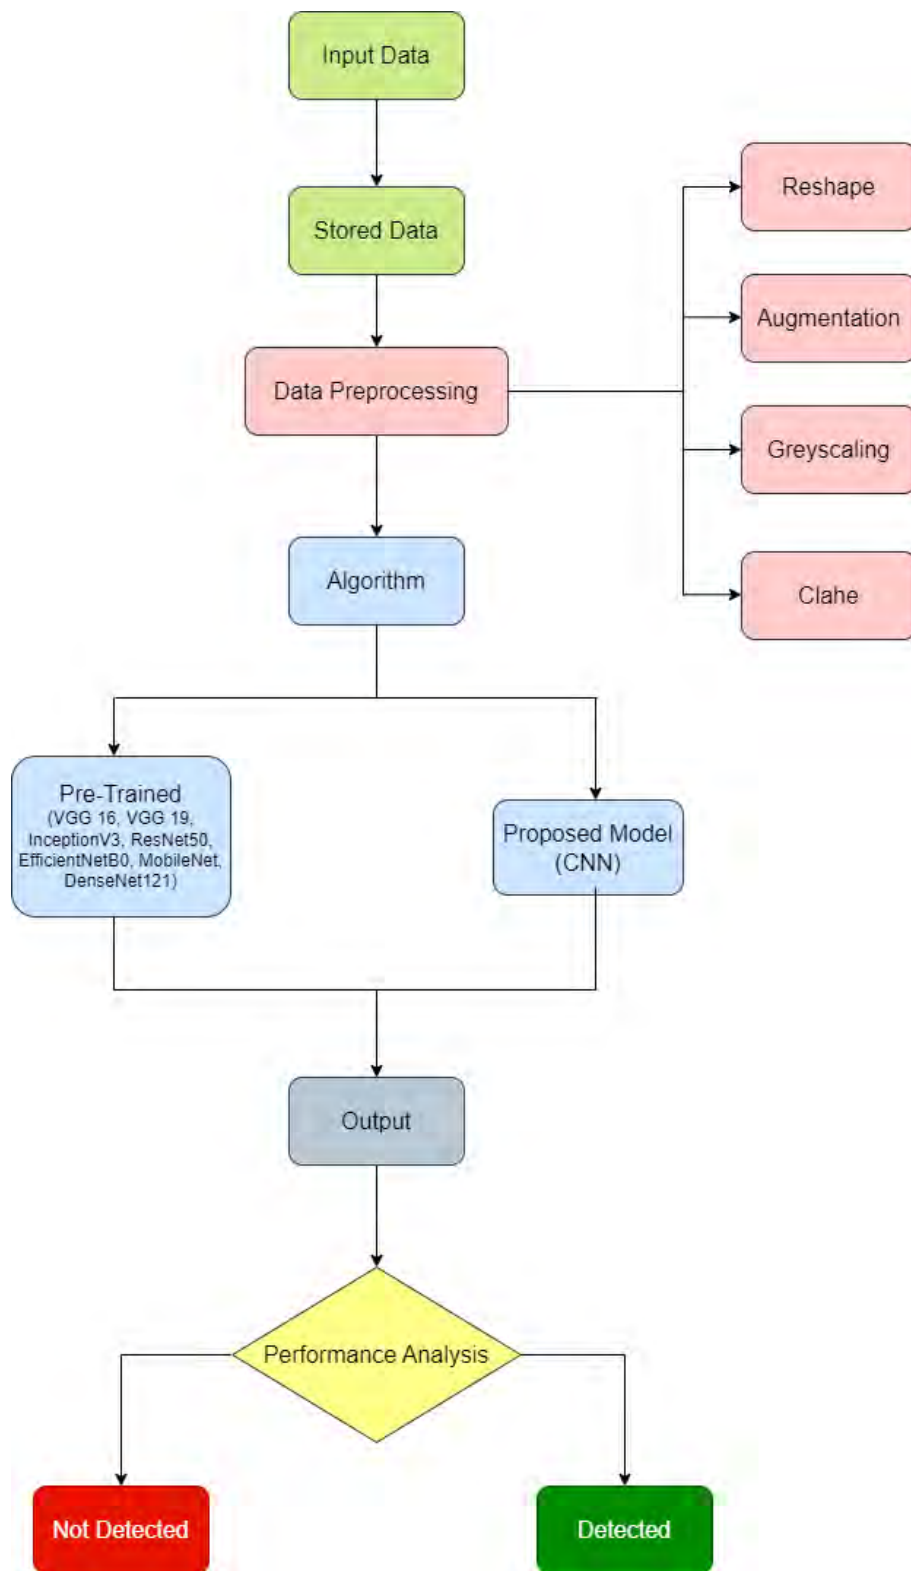 Input Data
Stored Data
Data Preprocessing
Reshape
Augmentation
Greyscaling
Clahe
Algorithm
Pre-Trained
(VGG 16, VGG 19,
InceptionV3, ResNet50,
EfficientNetB0, MobileNet,
DenseNet121)
Proposed Model
(CNN)
Output
Performance Analysis
Not Detected
Detected